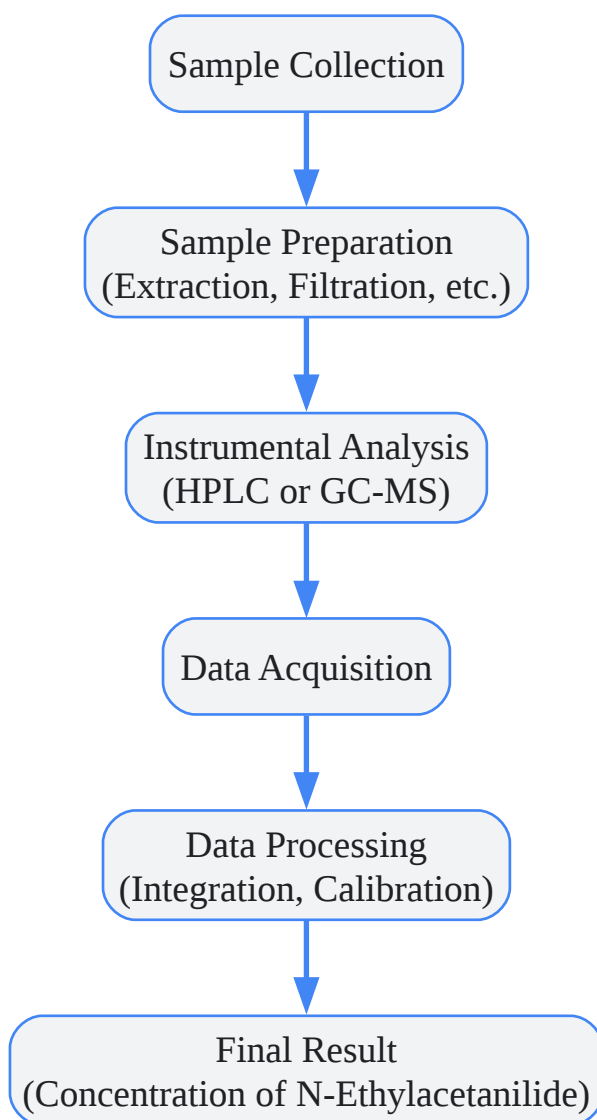 Sample Collection
Sample Preparation
(Extraction, Filtration, etc.)
Instrumental Analysis
(HPLC or GC-MS)
Data Acquisition
Data Processing
(Integration, Calibration)
Final Result
(Concentration of N-Ethylacetanilide)